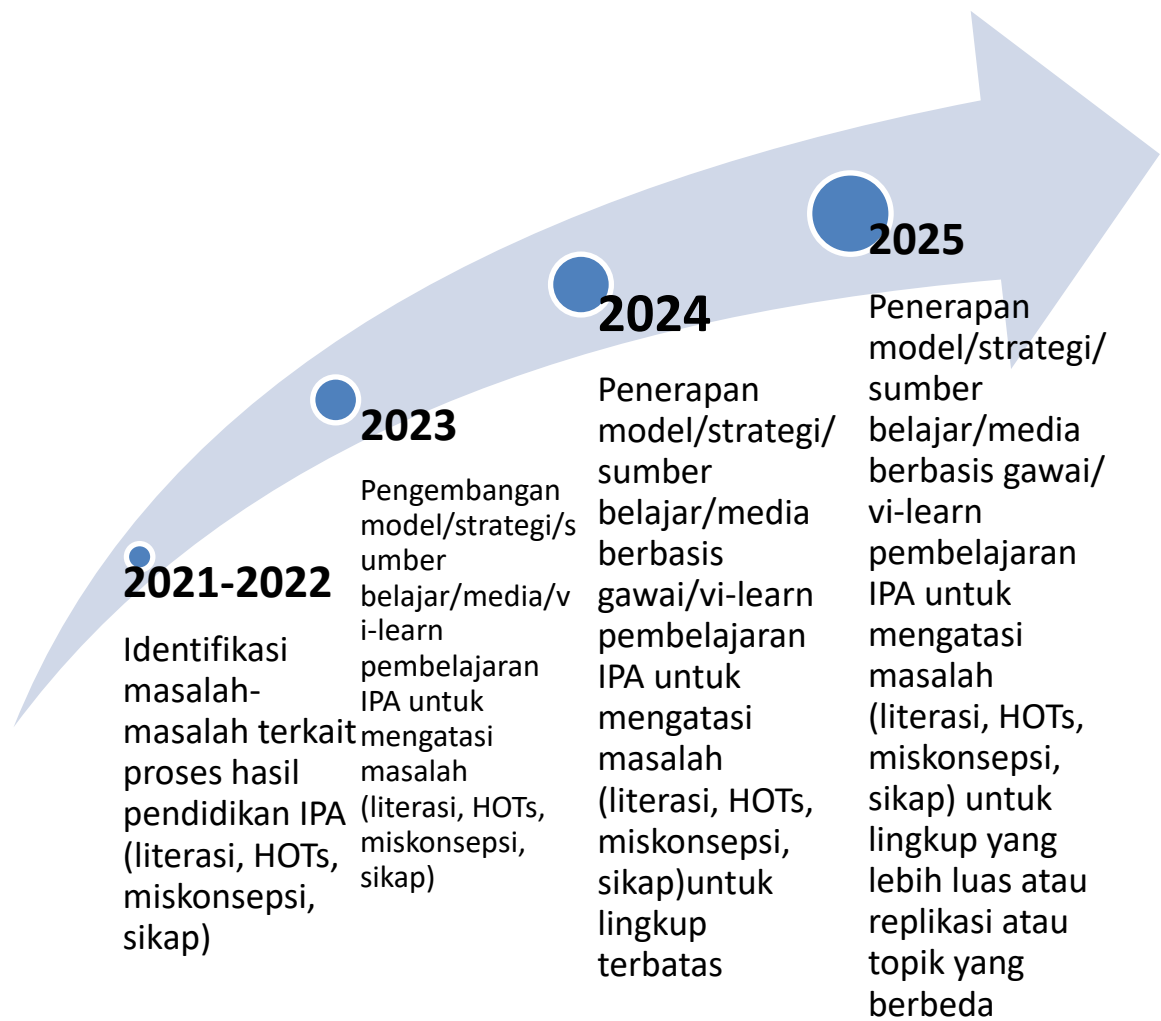 2021-2022
Identifikasi
masalah-
masalah terkait
proses hasil
pendidikan IPA
(literasi, HOTs,
miskonsepsi,
sikap)
2023
Pengembangan
model/strategi/s
umber
belajar/media/v
i-learn
pembelajaran
IPA untuk
mengatasi
masalah
(literasi, HOTs,
miskonsepsi,
sikap)
2024
Penerapan
model/strategi/
sumber
belajar/media
berbasis
gawai/vi-learn
pembelajaran
IPA untuk
mengatasi
masalah
(literasi, HOTs,
miskonsepsi,
sikap)untuk
lingkup
terbatas
2025
Penerapan
model/strategi/
sumber
belajar/media
berbasis gawai/
vi-learn
pembelajaran
IPA untuk
mengatasi
masalah
(literasi, HOTs,
miskonsepsi,
sikap) untuk
lingkup yang
lebih luas atau
replikasi atau
topik yang
berbeda